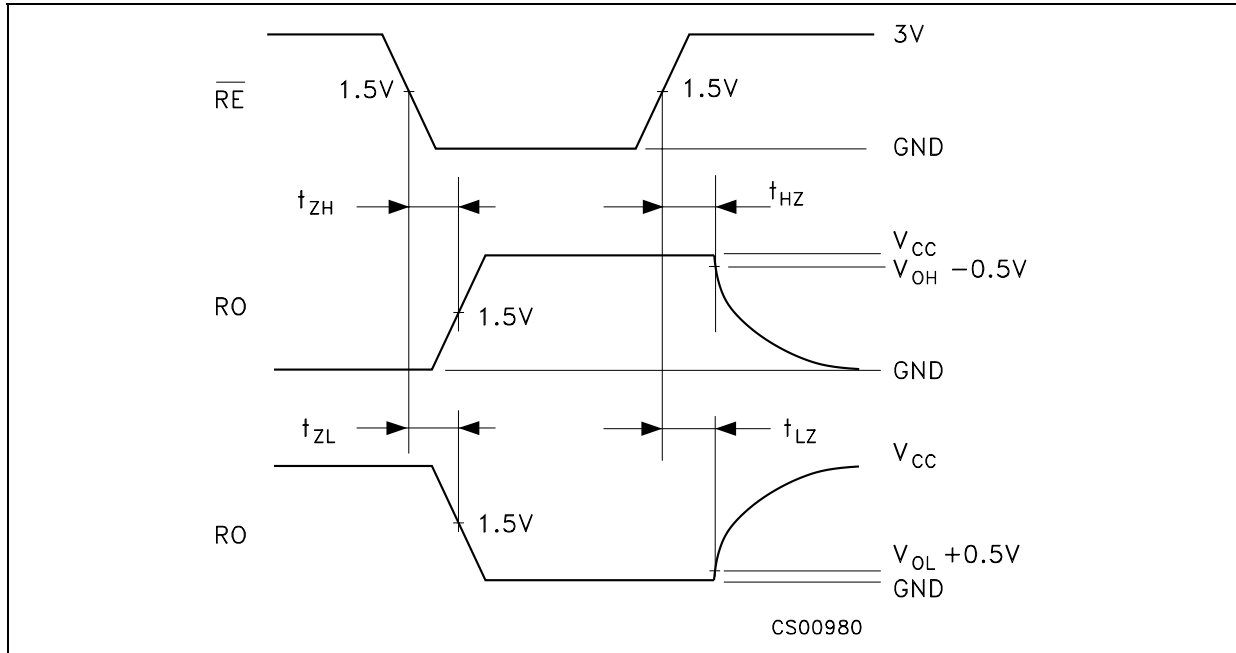 3V
1.5V
1.5V
R̅E̅
GND
tZH
tHZ
VCC
VOH −0.5V
RO
1.5V
GND
tZL
tLZ
VCC
1.5V
RO
VOL +0.5V
GND
CS00980